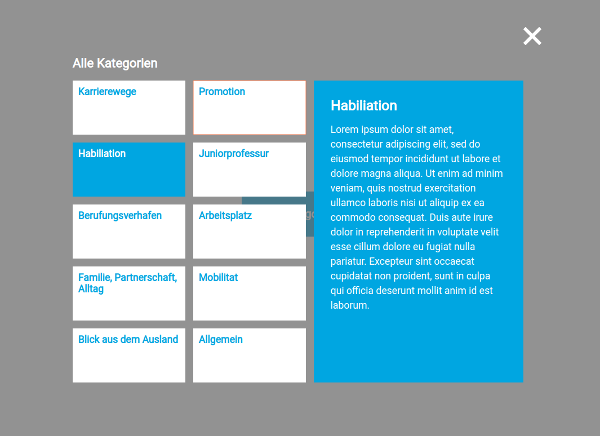 Alle Kategorien
Karrierewege
Promotion
Habiliation
Juniorprofessur
Berufungsverhafen
Arbeitsplatz
Familie, Partnerschaft,
Alltag
Mobilitat
Blick aus dem Ausland
Allgemein
Habiliation
Lorem ipsum dolor sit amet,
consectetur adipiscing elit, sed do
eiusmod tempor incididunt ut labore et
dolore magna aliqua. Ut enim ad minim
veniam, quis nostrud exercitation
ullamco laboris nisi ut aliquip ex ea
commodo consequat. Duis aute irure
dolor in reprehenderit in voluptate velit
esse cillum dolore eu fugiat nulla
pariatur. Excepteur sint occaecat
cupidatat non proident, sunt in culpa
qui officia deserunt mollit anim id est
laborum.